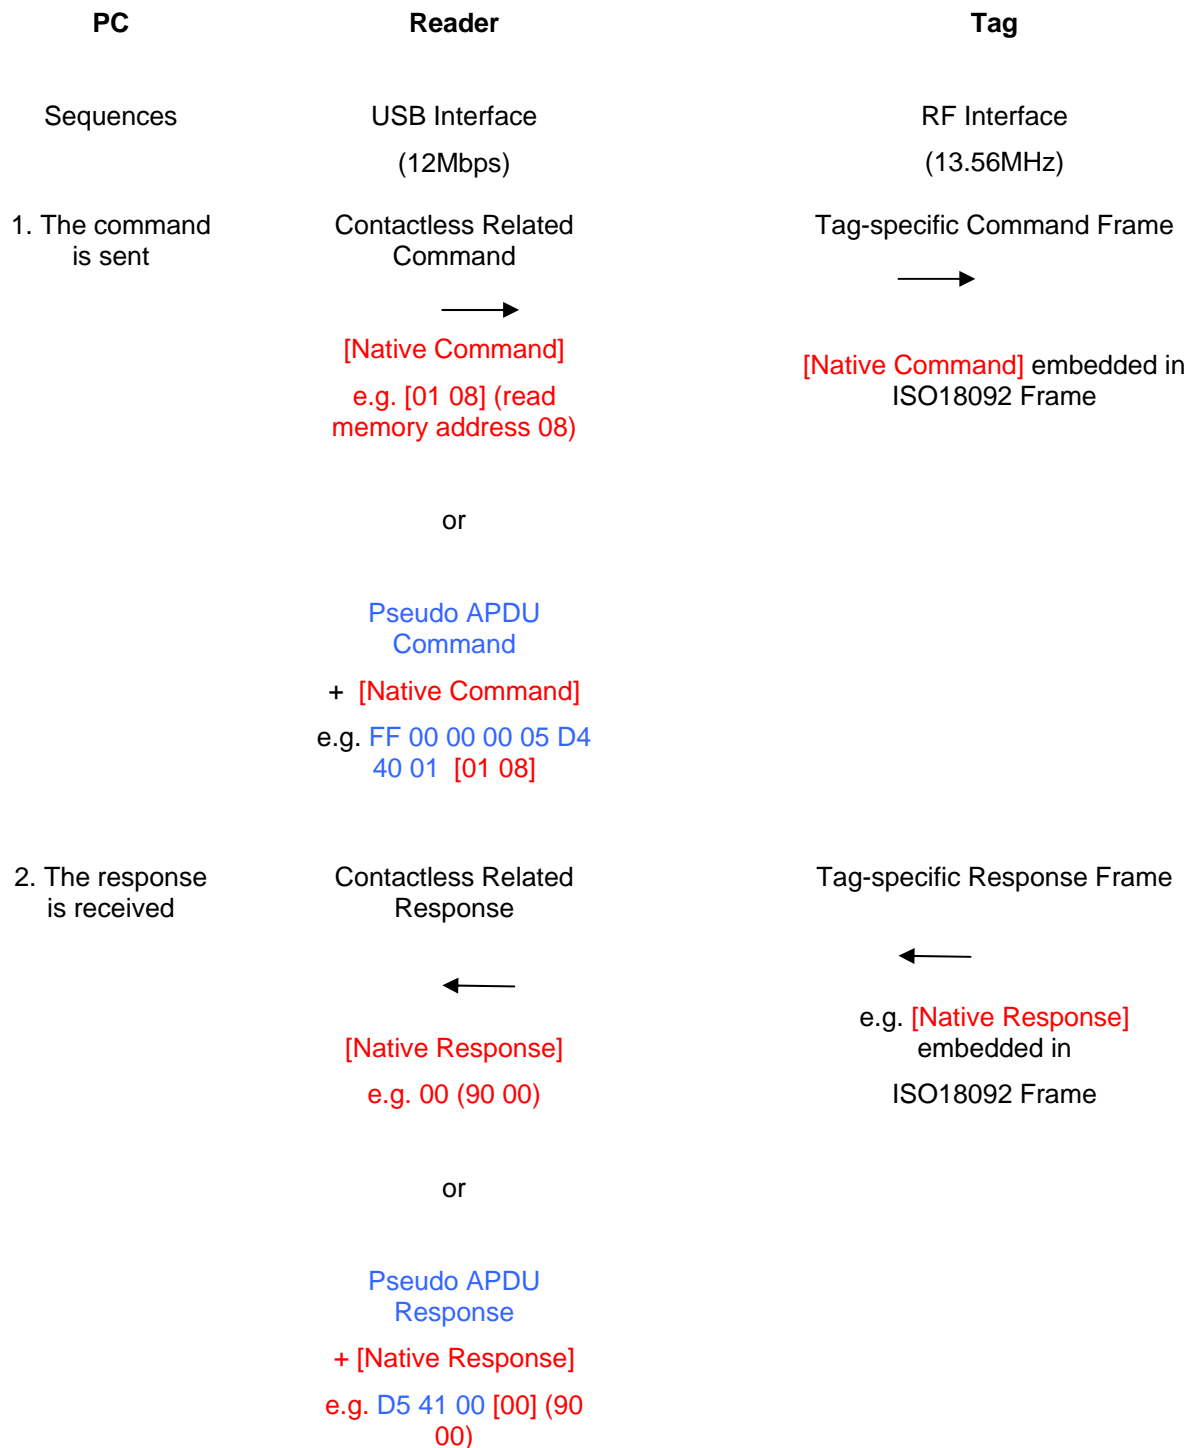 PC Reader Tag
Sequences USB Interface RF Interface
(12Mbps) (13.56MHz)
1. The command Contactless Related Tag-specific Command Frame
is sent Command
[Native Command] [Native Command] embedded in
e.g. [01 08] (read ISO18092 Frame
memory address 08)
or
Pseudo APDU
Command
+ [Native Command]
e.g. FF 00 00 00 05 D4
40 01 [01 08]
2. The response Contactless Related Tag-specific Response Frame
is received Response
e.g. [Native Response]
[Native Response] embedded in
e.g. 00 (90 00) ISO18092 Frame
or
Pseudo APDU
Response
+ [Native Response]
e.g. D5 41 00 [00] (90
00)